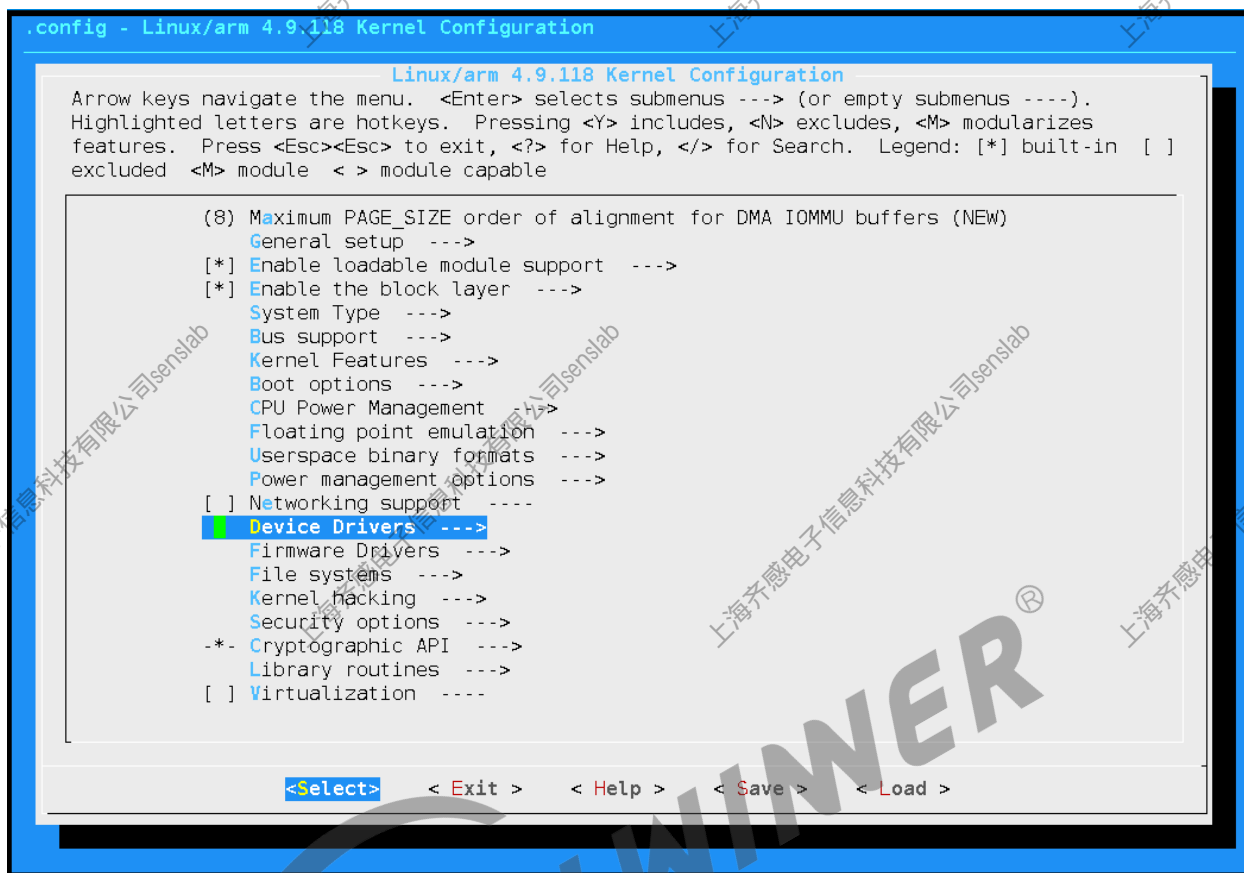 .config - Linux/arm 4.9.118 Kernel Configuration
Linux/arm 4.9.118 Kernel Configuration
Arrow keys navigate the menu.  <Enter> selects submenus ---> (or empty submenus ----).
Highlighted letters are hotkeys.  Pressing <Y> includes, <N> excludes, <M> modularizes
features.  Press <Esc><Esc> to exit, <?> for Help, </> for Search.  Legend: [*] built-in  [ ]
excluded  <M> module  < > module capable
(8) Maximum PAGE_SIZE order of alignment for DMA IOMMU buffers (NEW)
General setup  --->
[*] Enable loadable module support  --->
[*] Enable the block layer  --->
System Type  --->
Bus support  --->
Kernel Features  --->
Boot options  --->
CPU Power Management  --->
Floating point emulation  --->
Userspace binary formats  --->
Power management options  --->
[ ] Networking support  ----
Device Drivers  --->
Firmware Drivers  --->
File systems  --->
Kernel hacking  --->
Security options  --->
-*- Cryptographic API  --->
Library routines  --->
[ ] Virtualization  ----
<Select>    < Exit >    < Help >    < Save >    < Load >
上海齐感电子信息科技有限公司senslab
上海齐感电子信息科技有限公司senslab
WINNER®